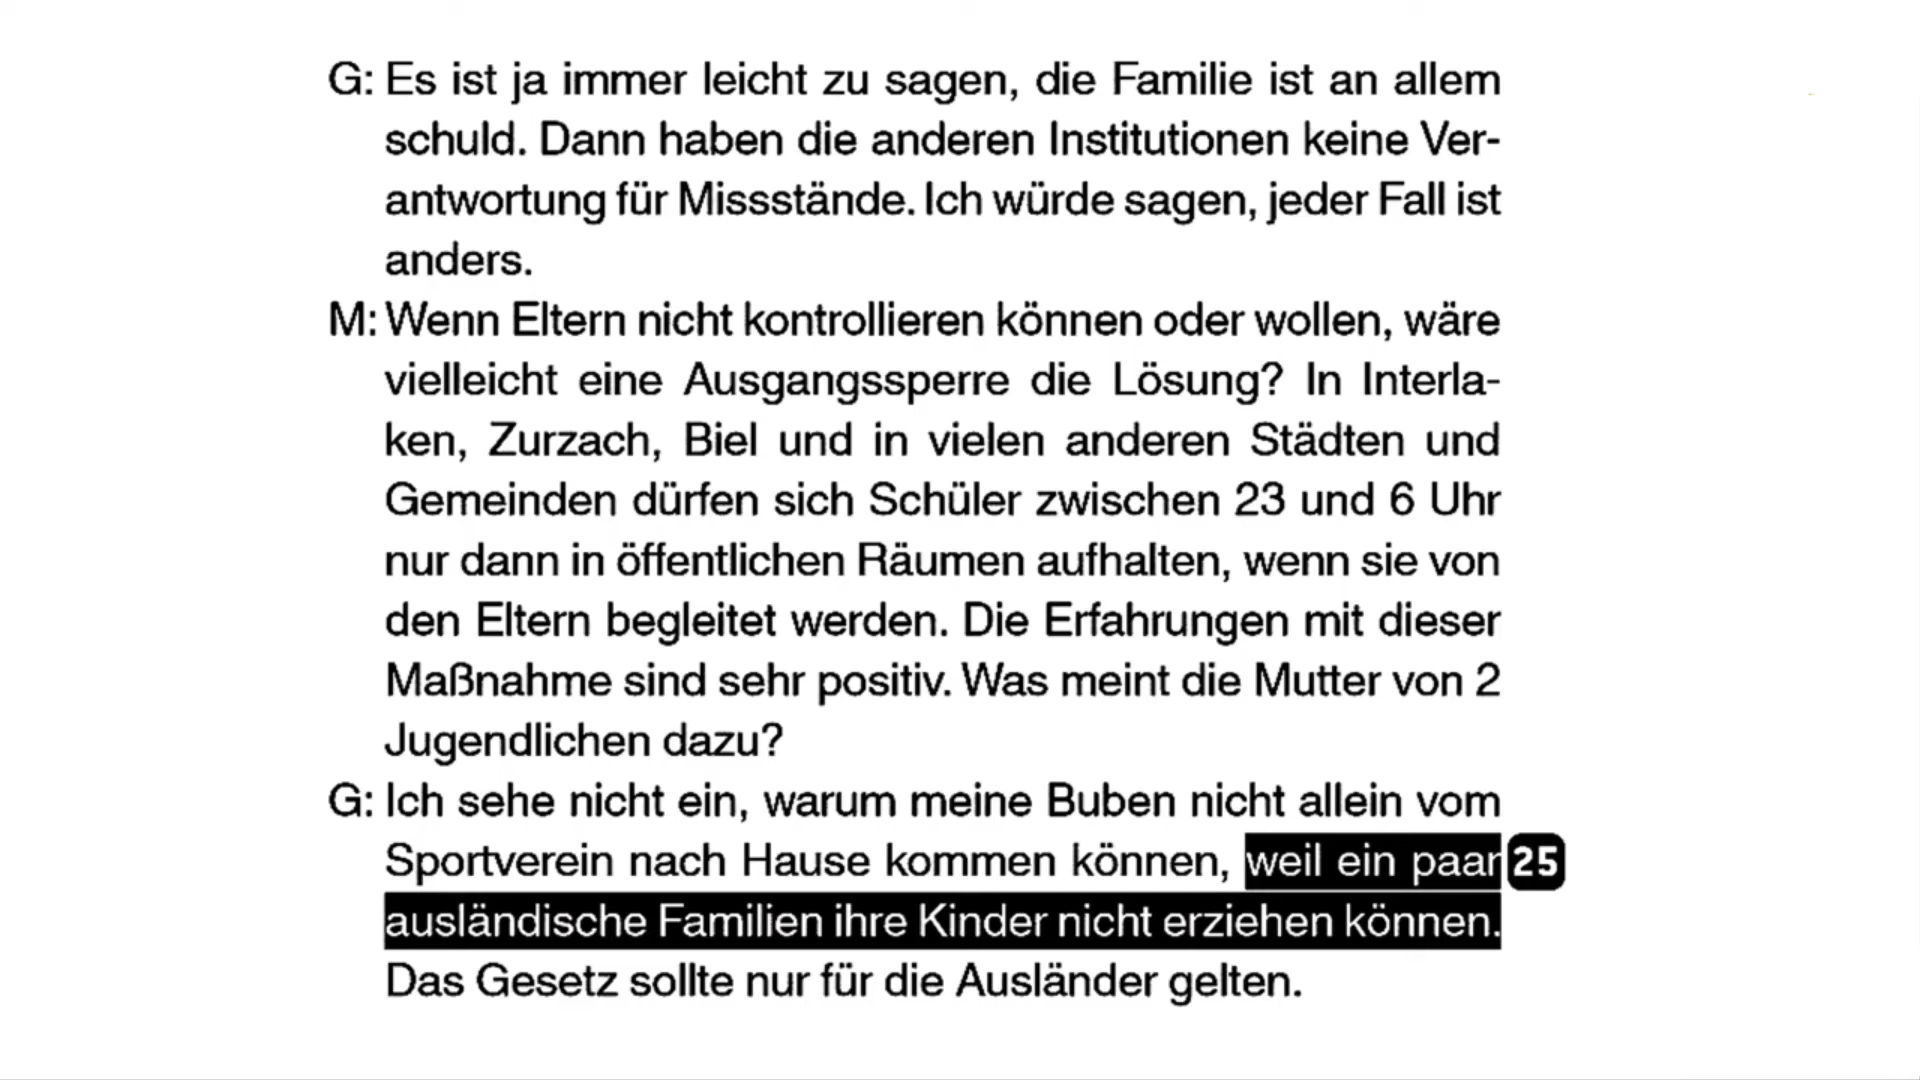 G: Es ist ja immer leicht zu sagen, die Familie ist an allem
schuld. Dann haben die anderen Institutionen keine Ver-
antwortung für Missstände. Ich würde sagen, jeder Fall ist
anders.
M: Wenn Eltern nicht kontrollieren können oder wollen, wäre
vielleicht eine Ausgangssperre die Lösung? In Interla-
ken, Zurzach, Biel und in vielen anderen Städten und
Gemeinden dürfen sich Schüler zwischen 23 und 6 Uhr
nur dann in öffentlichen Räumen aufhalten, wenn sie von
den Eltern begleitet werden. Die Erfahrungen mit dieser
Maßnahme sind sehr positiv. Was meint die Mutter von 2
Jugendlichen dazu?
G: Ich sehe nicht ein, warum meine Buben nicht allein vom
Sportverein nach Hause kommen können, weil ein paar 25
ausländische Familien ihre Kinder nicht erziehen können.
Das Gesetz sollte nur für die Ausländer gelten.